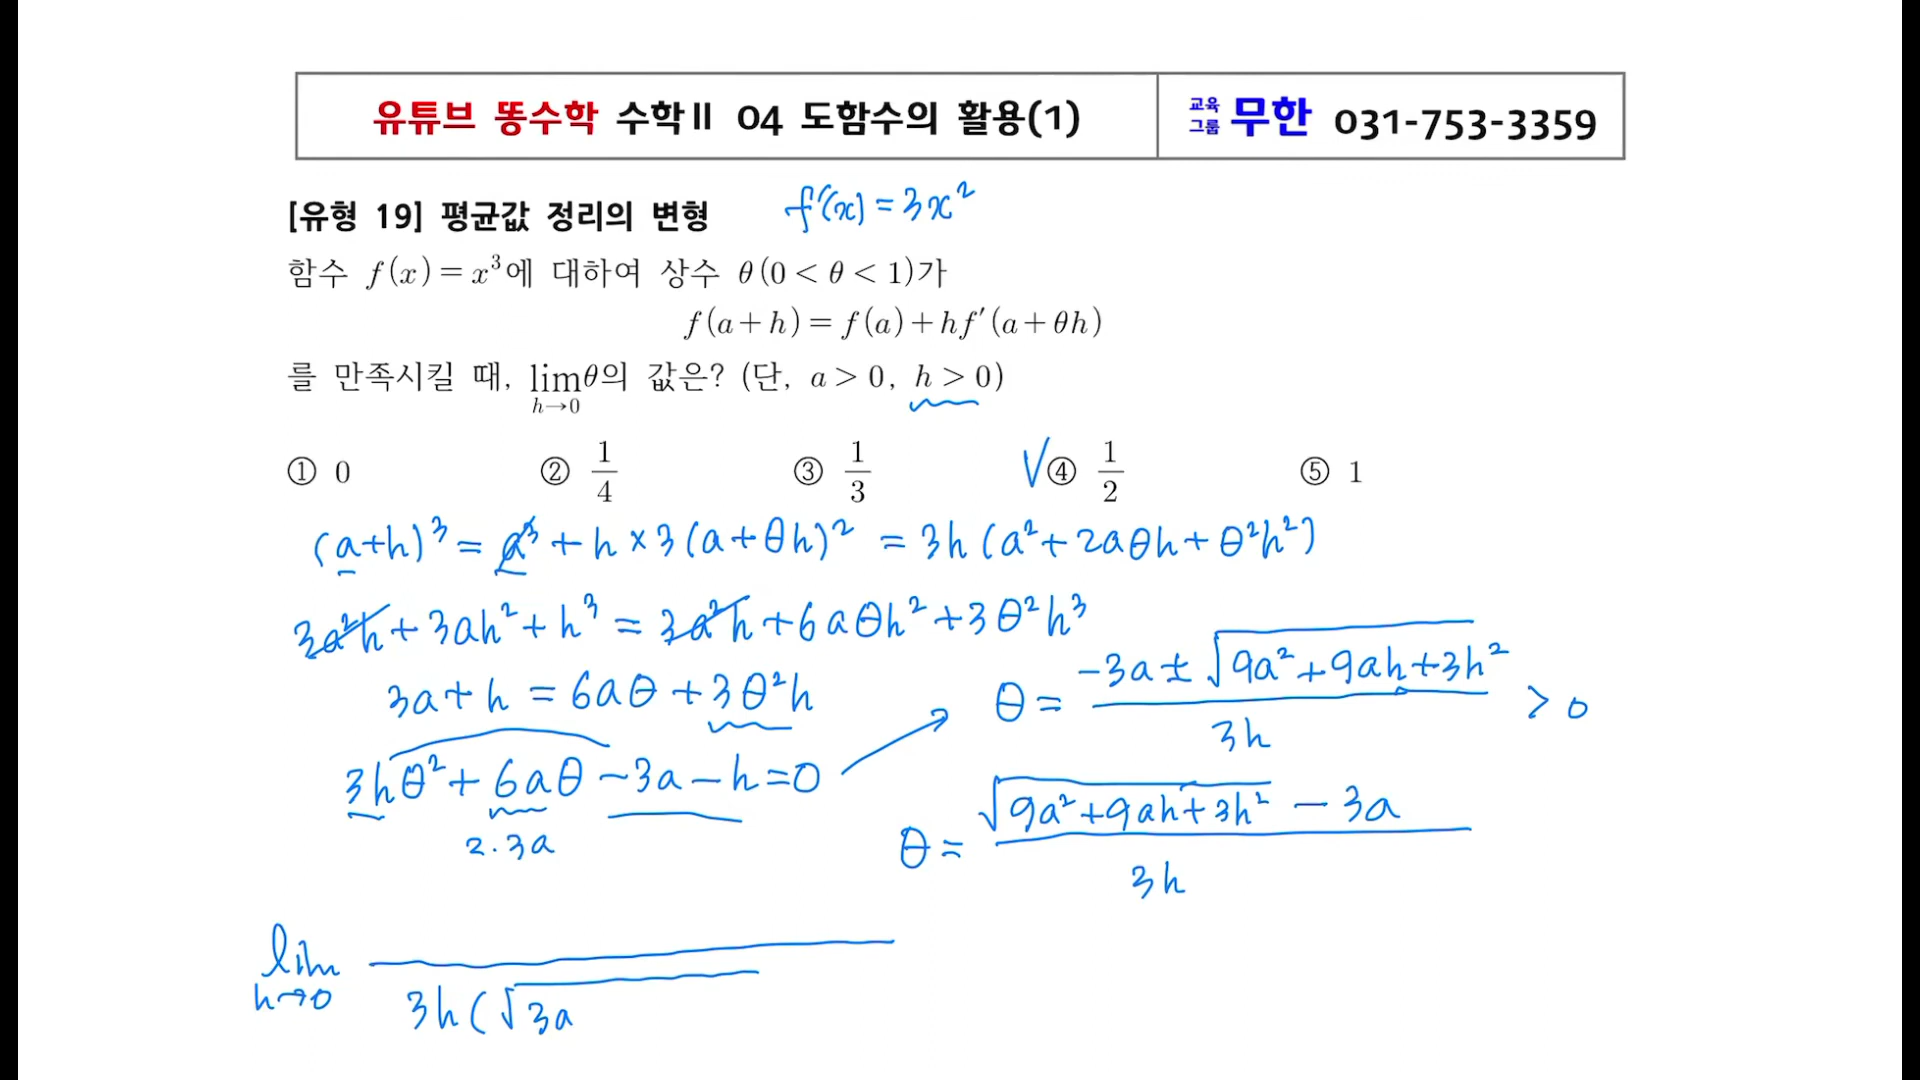 유튜브 똥수학 수학Ⅱ 04 도함수의 활용(1)
교육그룹 무한 031-753-3359
[유형 19] 평균값 정리의 변형
f'(x) = 3x²
함수 f(x) = x³에 대하여 상수 θ(0 < θ < 1)가
f(a+h) = f(a) + hf'(a+θh)
를 만족시킬 때, lim h→0 θ의 값은? (단, a > 0, h > 0)
① 0 ② 1/4 ③ 1/3 ✓④ 1/2 ⑤ 1
(a+h)³ = a³ + h × 3(a+θh)² = 3h(a² + 2aθh + θ²h²)
3a²h + 3ah² + h³ = 3a²h + 6aθh² + 3θ²h³
3a + h = 6aθ + 3θ²h
3hθ² + 6aθ − 3a − h = 0
2·3a
θ = (−3a ± √(9a² + 9ah + 3h²)) / 3h > 0
θ = (√(9a² + 9ah + 3h²) − 3a) / 3h
lim h→0
3h(√3a